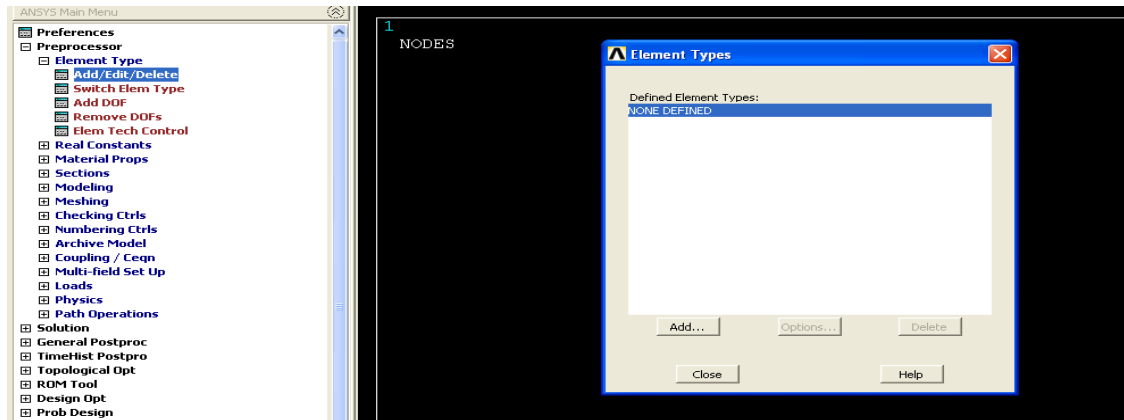 ANSYS Main Menu
Preferences
Preprocessor
Element Type
Add/Edit/Delete
Switch Elem Type
Add DOF
Remove DOFs
Elem Tech Control
Real Constants
Material Props
Sections
Modeling
Meshing
Checking Ctrls
Numbering Ctrls
Archive Model
Coupling / Ceqn
Multi-field Set Up
Loads
Physics
Path Operations
Solution
General Postproc
TimeHist Postpro
Topological Opt
ROM Tool
Design Opt
Prob Design
1
NODES
Element Types
Defined Element Types:
NONE DEFINED
Add...
Options...
Delete
Close
Help